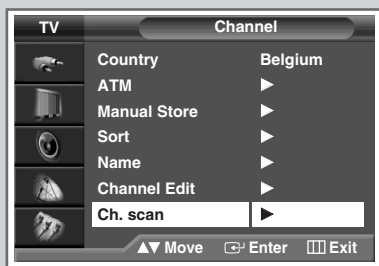 TV Channel
Country Belgium
ATM ▶
Manual Store ▶
Sort ▶
Name ▶
Channel Edit ▶
Ch. scan ▶
▲▼ Move Enter Exit